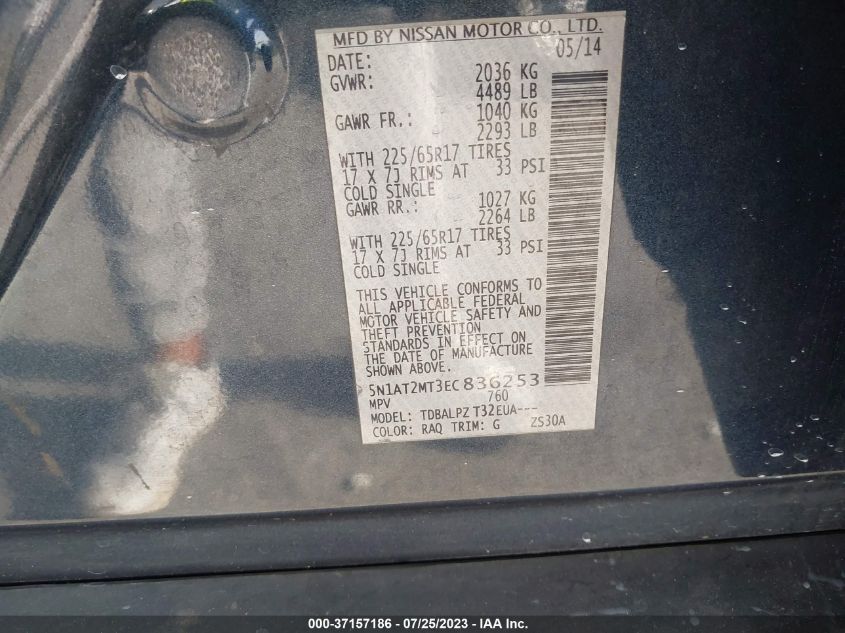 MFD BY NISSAN MOTOR CO., LTD.
DATE: 05/14
GVWR: 2036 KG
4489 LB
GAWR FR.: 1040 KG
2293 LB
WITH 225/65R17 TIRES
17 X 7J RIMS AT 33 PSI
COLD SINGLE
GAWR RR.: 1027 KG
2264 LB
WITH 225/65R17 TIRES
17 X 7J RIMS AT 33 PSI
COLD SINGLE
THIS VEHICLE CONFORMS TO
ALL APPLICABLE FEDERAL
MOTOR VEHICLE SAFETY AND
THEFT PREVENTION
STANDARDS IN EFFECT ON
THE DATE OF MANUFACTURE
SHOWN ABOVE.
5N1AT2MT3EC836253
MPV 760
MODEL: TDBALPZ T32EUA---
COLOR: RAQ TRIM: G ZS30A
000-37157186 / 07/25/2023 - IAA Inc.